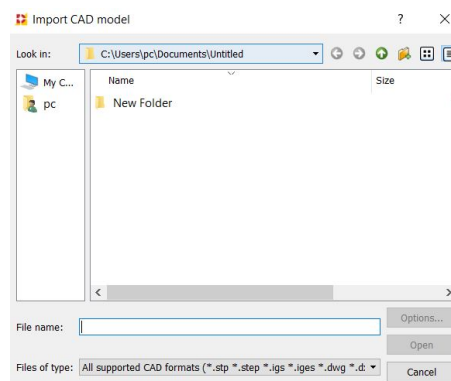 Import CAD model ?
Look in: C:\Users\pc\Documents\Untitled
My C... Name Size
pc New Folder
File name: Options...
Open
Files of type: All supported CAD formats (*.stp *.step *.igs *.iges *.dwg *.d: Cancel